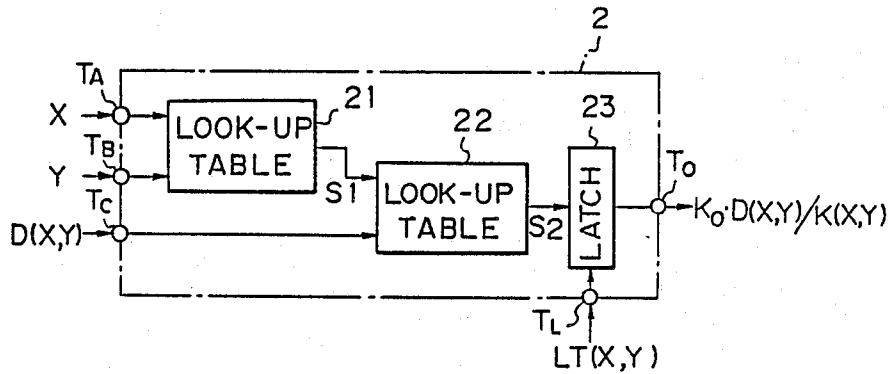 2
TA
X
21
LOOK-UP
TABLE
TB
Y
S1
22
LOOK-UP
TABLE
23
LATCH
TO
S2
K0·D(X,Y)/K(X,Y)
TC
D(X,Y)
TL
LT(X,Y)